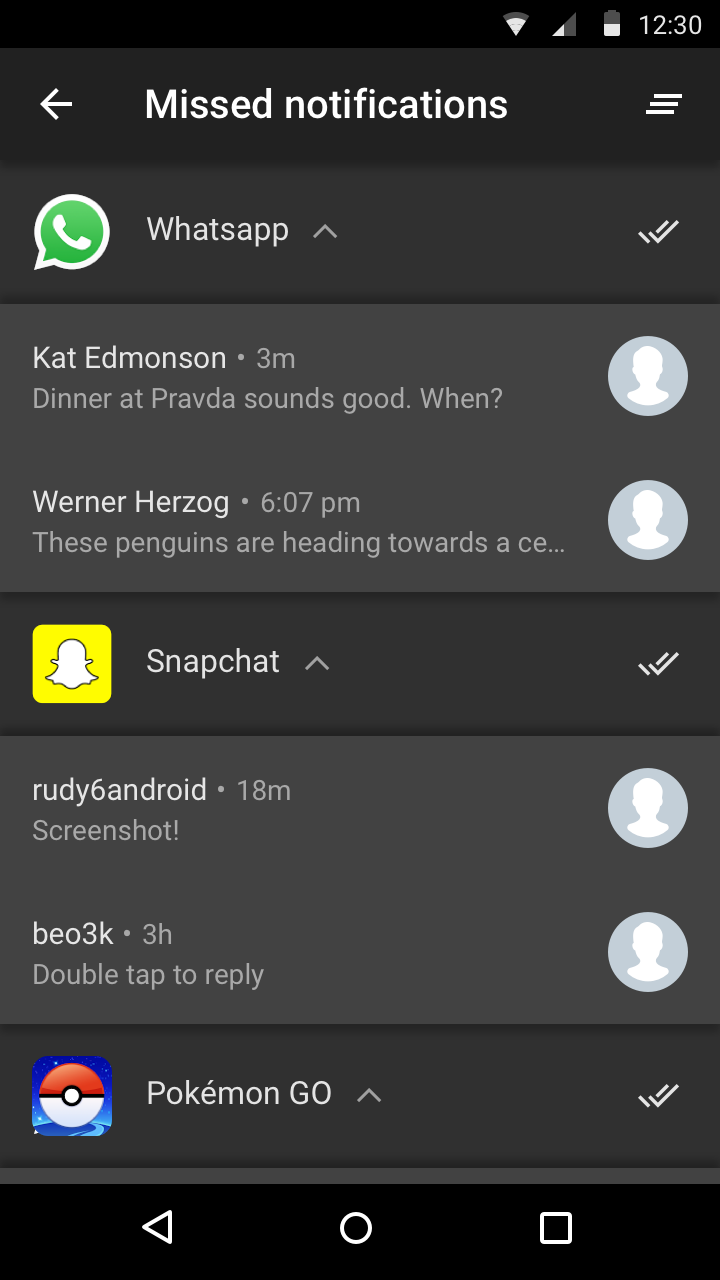 12:30
Missed notifications
Whatsapp
Kat Edmonson • 3m
Dinner at Pravda sounds good. When?
Werner Herzog • 6:07 pm
These penguins are heading towards a ce...
Snapchat
rudy6android • 18m
Screenshot!
beo3k • 3h
Double tap to reply
Pokémon GO